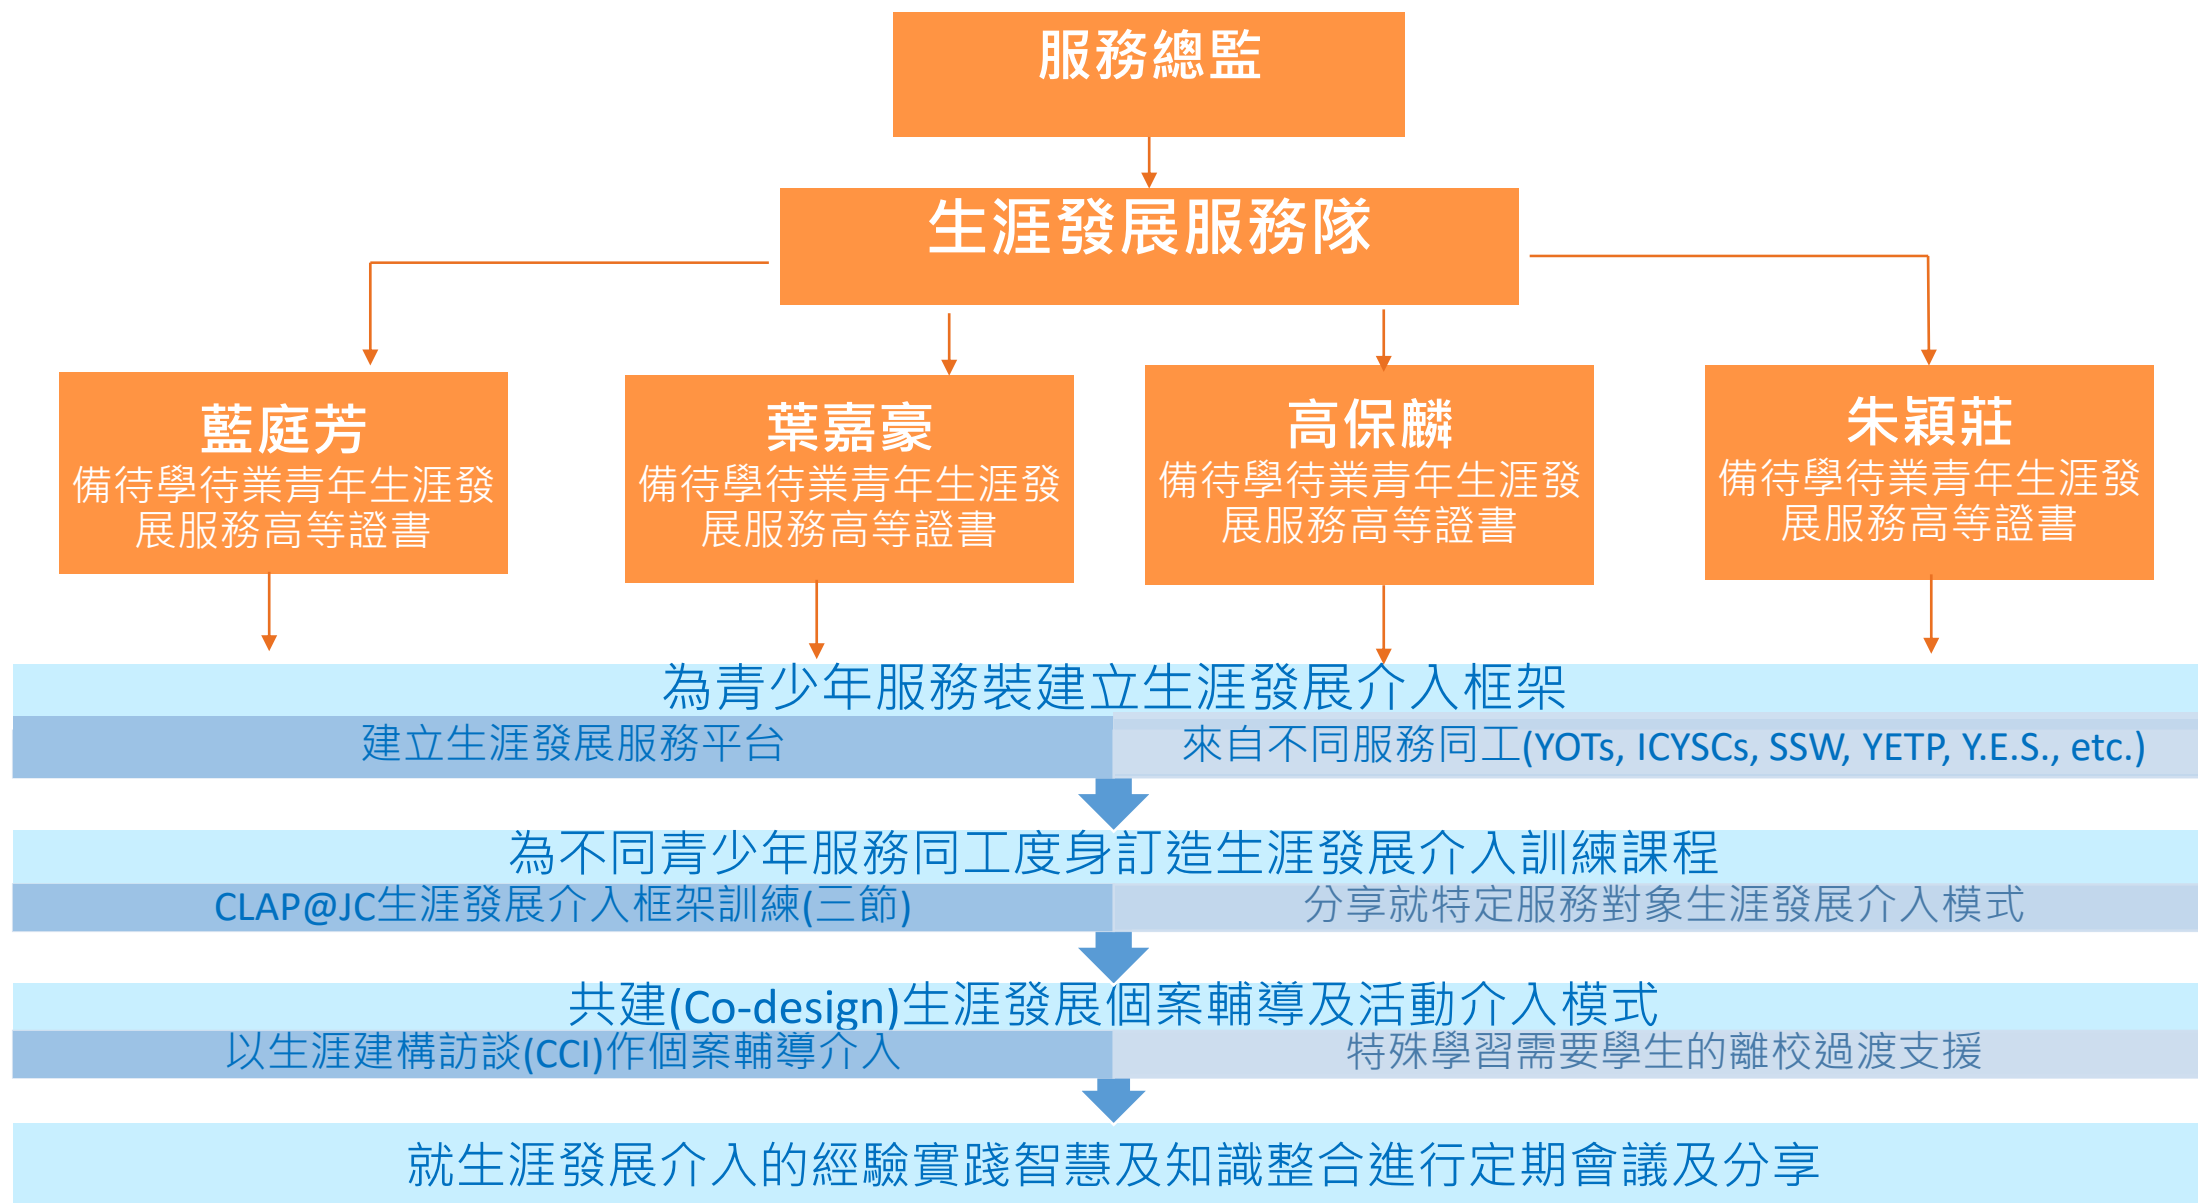 服務總監
生涯發展服務隊
藍庭芳
備待學待業青年生涯發
展服務高等證書
葉嘉豪
備待學待業青年生涯發
展服務高等證書
高保麟
備待學待業青年生涯發
展服務高等證書
朱穎莊
備待學待業青年生涯發
展服務高等證書
為青少年服務裝建立生涯發展介入框架
建立生涯發展服務平台
來自不同服務同工(YOTs, ICYSCs, SSW, YETP, Y.E.S., etc.)
為不同青少年服務同工度身訂造生涯發展介入訓練課程
CLAP@JC生涯發展介入框架訓練(三節)
分享就特定服務對象生涯發展介入模式
共建(Co-design)生涯發展個案輔導及活動介入模式
以生涯建構訪談(CCI)作個案輔導介入
特殊學習需要學生的離校過渡支援
就生涯發展介入的經驗實踐智慧及知識整合進行定期會議及分享